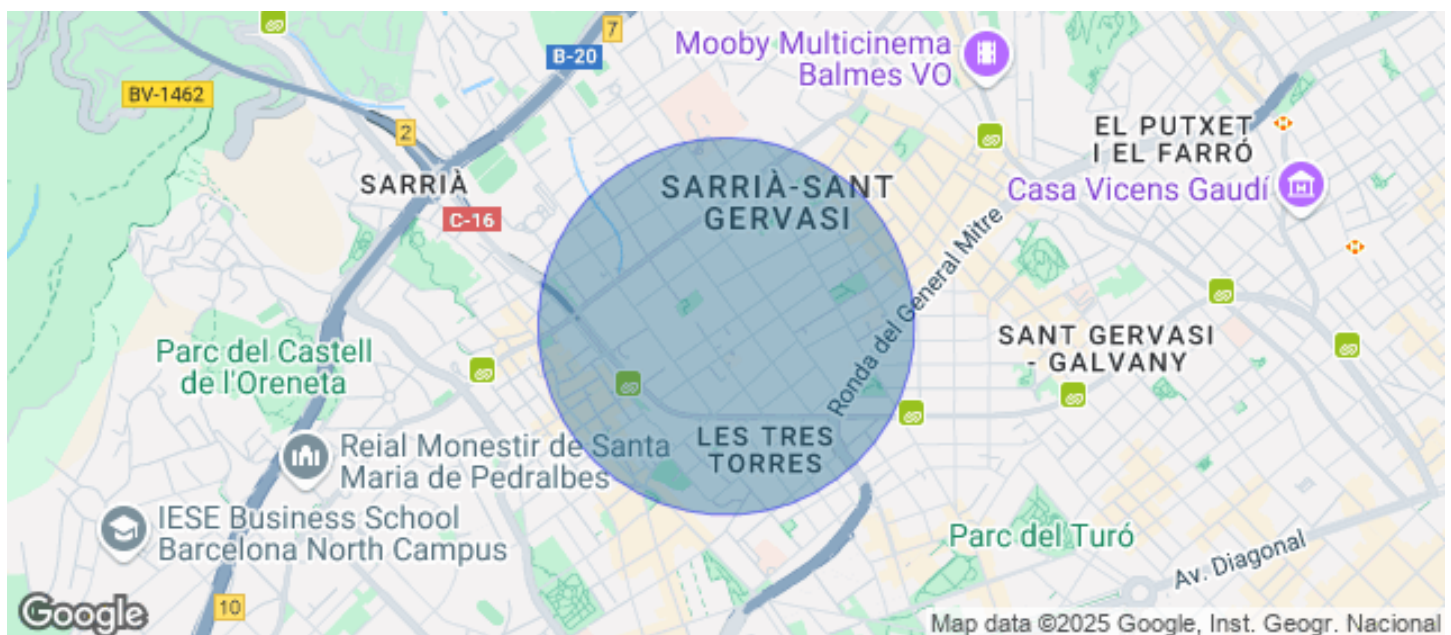 7
B-20
Mooby Multicinema
Balmes VO
BV-1462
2
EL PUTXET
I EL FARRÓ
SARRIÀ
SARRIÀ-SANT
GERVASI
Casa Vicens Gaudí
C-16
Ronda del General Mitre
SANT GERVASI
- GALVANY
Parc del Castell
de l'Oreneta
LES TRES
TORRES
Reial Monestir de Santa
Maria de Pedralbes
IESE Business School
Barcelona North Campus
Parc del Turó
Av. Diagonal
10
Google
Map data ©2025 Google, Inst. Geogr. Nacional